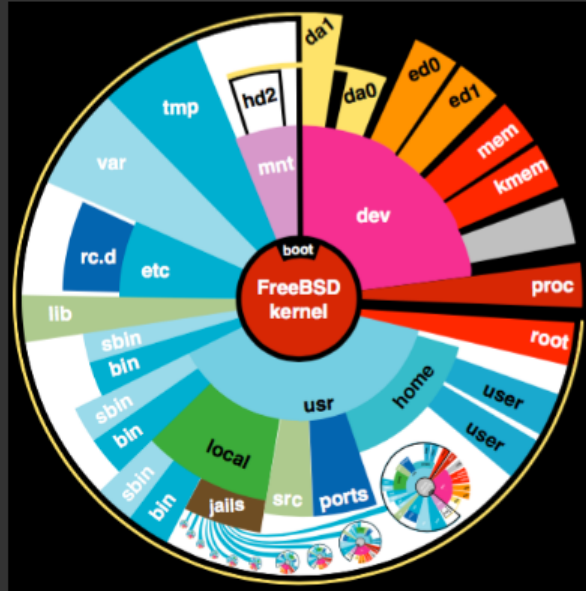 da1
hd2
da0
ed0
ed1
tmp
mnt
mem
kmem
var
dev
rc.d
etc
boot
FreeBSD
kernel
proc
lib
root
sbin
bin
usr
home
user
user
sbin
bin
local
sbin
bin
jails
src
ports